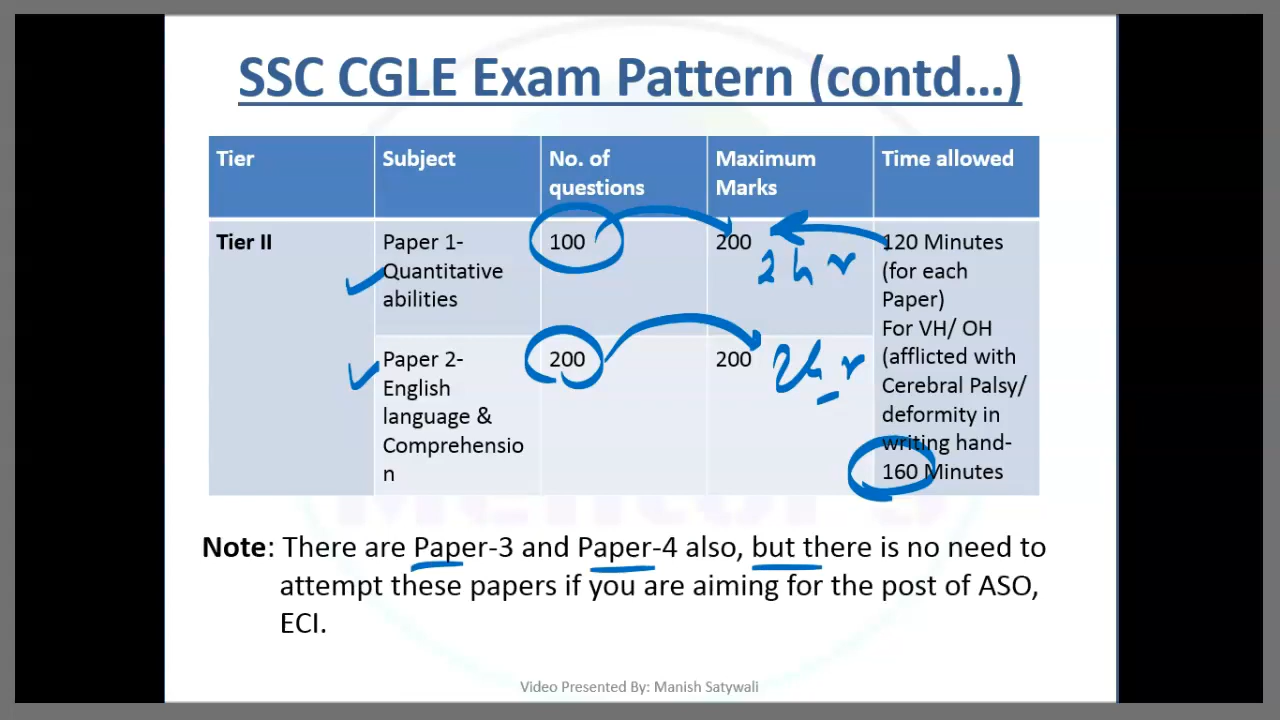 SSC CGLE Exam Pattern (contd...)
Tier
Subject
No. of
questions
Maximum
Marks
Time allowed
Tier II
Paper 1-
Quantitative
abilities
100
200
2hr
120 Minutes
(for each
Paper)
For VH/ OH
(afflicted with
Cerebral Palsy/
deformity in
writing hand-
160 Minutes
Paper 2-
English
language &
Comprehensio
n
200
200
2hr
Note: There are Paper-3 and Paper-4 also, but there is no need to
attempt these papers if you are aiming for the post of ASO,
ECI.
Video Presented By: Manish Satywali